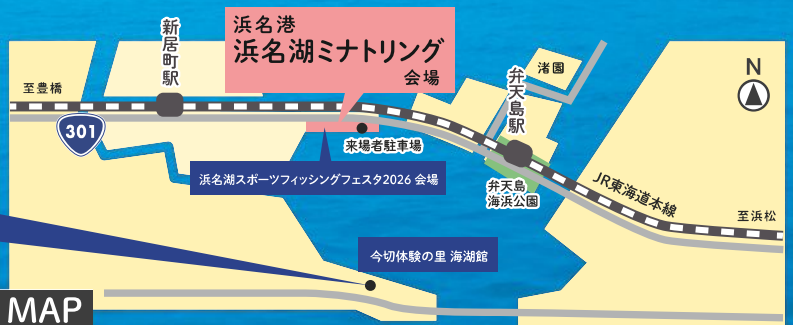 浜名港
浜名湖ミナトリング
会場
新居町駅
至豊橋
301
渚園
弁天島駅
N
来場者駐車場
浜名湖スポーツフィッシングフェスタ2026 会場
弁天島
海浜公園
JR東海道本線
至浜松
今切体験の里 海湖館
MAP